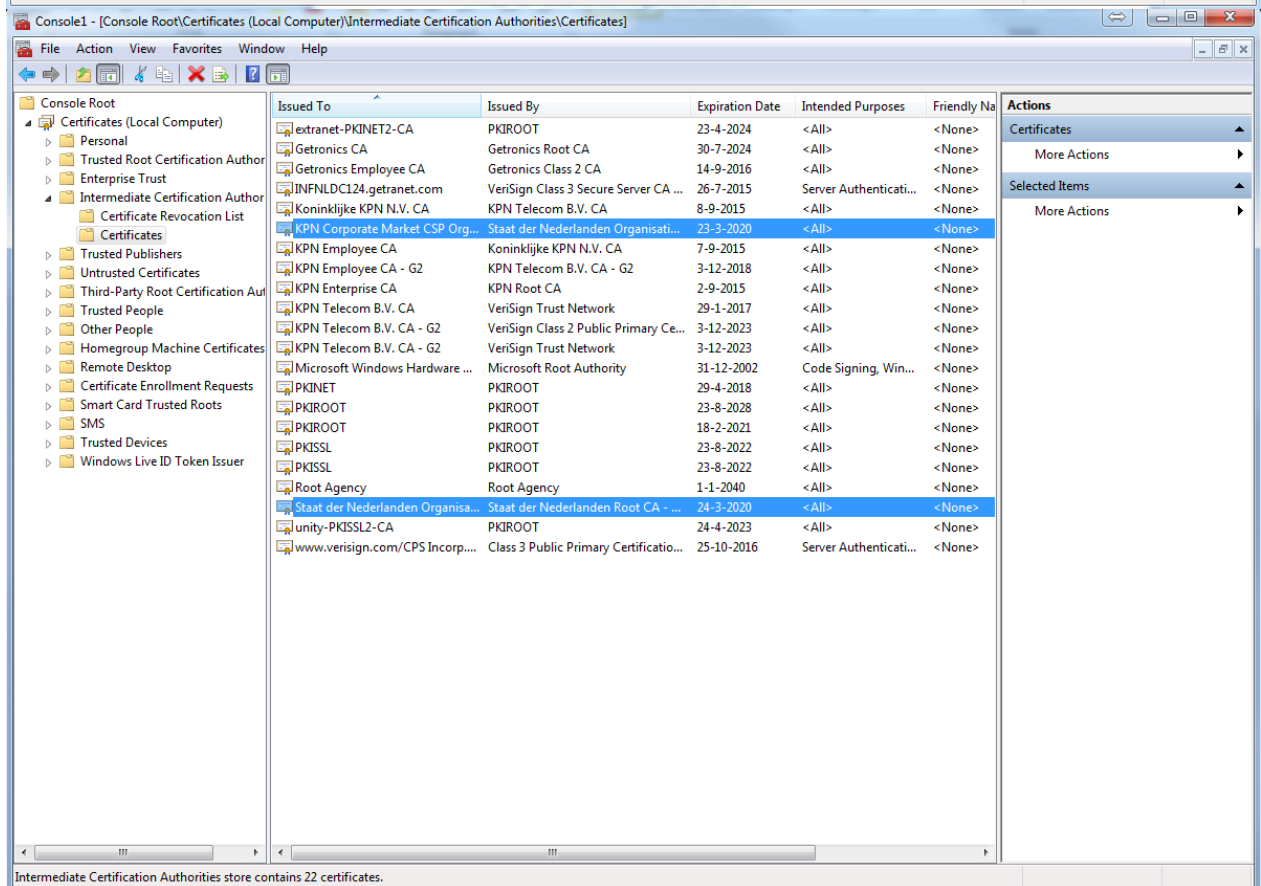 Console1 - [Console Root\Certificates (Local Computer)\Intermediate Certification Authorities\Certificates]
File Action View Favorites Window Help
Console Root
Certificates (Local Computer)
Personal
Trusted Root Certification Author
Enterprise Trust
Intermediate Certification Author
Certificate Revocation List
Certificates
Trusted Publishers
Untrusted Certificates
Third-Party Root Certification Aut
Trusted People
Other People
Homegroup Machine Certificates
Remote Desktop
Certificate Enrollment Requests
Smart Card Trusted Roots
SMS
Trusted Devices
Windows Live ID Token Issuer
Issued To Issued By Expiration Date Intended Purposes Friendly Na
extranet-PKINET2-CA PKIROOT 23-4-2024 <All> <None>
Getronics CA Getronics Root CA 30-7-2024 <All> <None>
Getronics Employee CA Getronics Class 2 CA 14-9-2016 <All> <None>
INFNLDC124.getranet.com VeriSign Class 3 Secure Server CA ... 26-7-2015 Server Authenticati... <None>
Koninklijke KPN N.V. CA KPN Telecom B.V. CA 8-9-2015 <All> <None>
KPN Corporate Market CSP Org... Staat der Nederlanden Organisati... 23-3-2020 <All> <None>
KPN Employee CA Koninklijke KPN N.V. CA 7-9-2015 <All> <None>
KPN Employee CA - G2 KPN Telecom B.V. CA - G2 3-12-2018 <All> <None>
KPN Enterprise CA KPN Root CA 2-9-2015 <All> <None>
KPN Telecom B.V. CA VeriSign Trust Network 29-1-2017 <All> <None>
KPN Telecom B.V. CA - G2 VeriSign Class 2 Public Primary Ce... 3-12-2023 <All> <None>
KPN Telecom B.V. CA - G2 VeriSign Trust Network 3-12-2023 <All> <None>
Microsoft Windows Hardware ... Microsoft Root Authority 31-12-2002 Code Signing, Win... <None>
PKINET PKIROOT 29-4-2018 <All> <None>
PKIROOT PKIROOT 23-8-2028 <All> <None>
PKIROOT PKIROOT 18-2-2021 <All> <None>
PKISSL PKIROOT 23-8-2022 <All> <None>
PKISSL PKIROOT 23-8-2022 <All> <None>
Root Agency Root Agency 1-1-2040 <All> <None>
Staat der Nederlanden Organisa... Staat der Nederlanden Root CA - ... 24-3-2020 <All> <None>
unity-PKISSL2-CA PKIROOT 24-4-2023 <All> <None>
www.verisign.com/CPS Incorp.... Class 3 Public Primary Certificatio... 25-10-2016 Server Authenticati... <None>
Actions
Certificates
More Actions
Selected Items
More Actions
Intermediate Certification Authorities store contains 22 certificates.